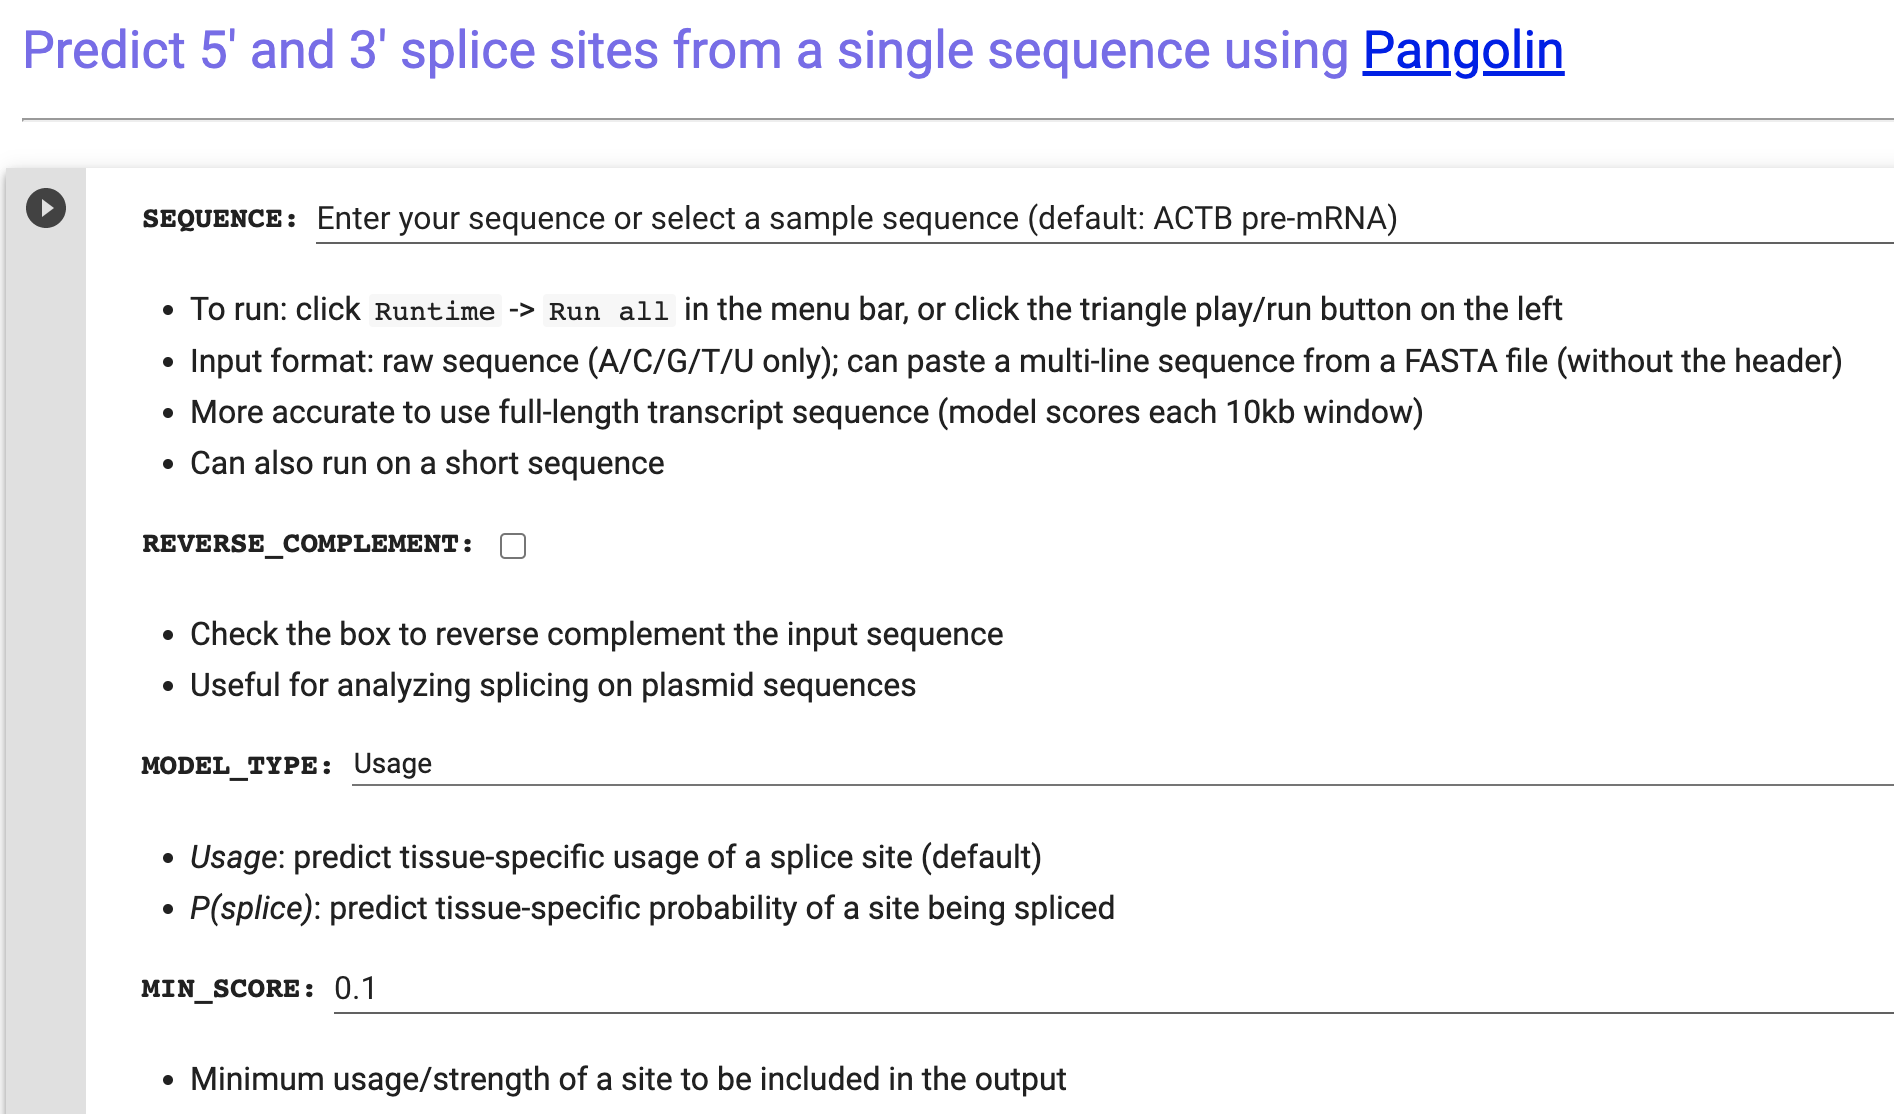 Predict 5' and 3' splice sites from a single sequence using Pangolin
SEQUENCE: Enter your sequence or select a sample sequence (default: ACTB pre-mRNA)
• To run: click Runtime -> Run all in the menu bar, or click the triangle play/run button on the left
• Input format: raw sequence (A/C/G/T/U only); can paste a multi-line sequence from a FASTA file (without the header)
• More accurate to use full-length transcript sequence (model scores each 10kb window)
• Can also run on a short sequence
REVERSE_COMPLEMENT:
• Check the box to reverse complement the input sequence
• Useful for analyzing splicing on plasmid sequences
MODEL_TYPE: Usage
• Usage: predict tissue-specific usage of a splice site (default)
• P(splice): predict tissue-specific probability of a site being spliced
MIN_SCORE: 0.1
• Minimum usage/strength of a site to be included in the output